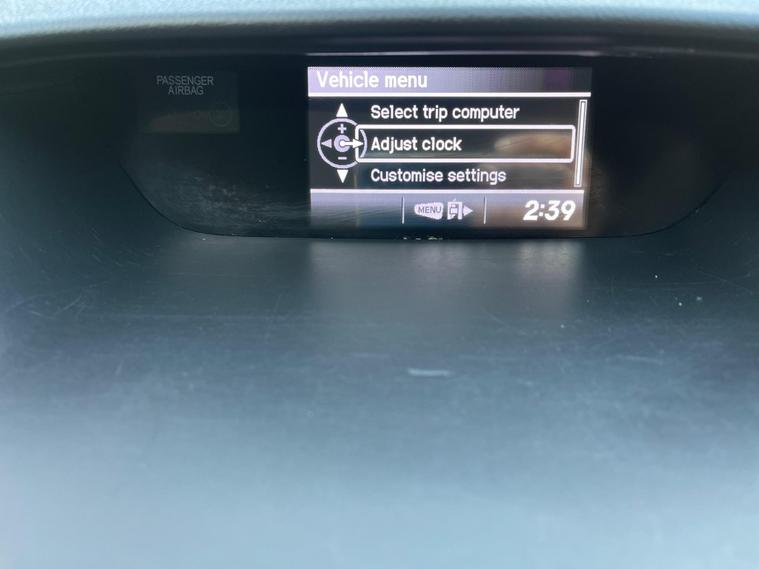 PASSENGER
AIRBAG
Vehicle menu
Select trip computer
Adjust clock
Customise settings
MENU
2:39